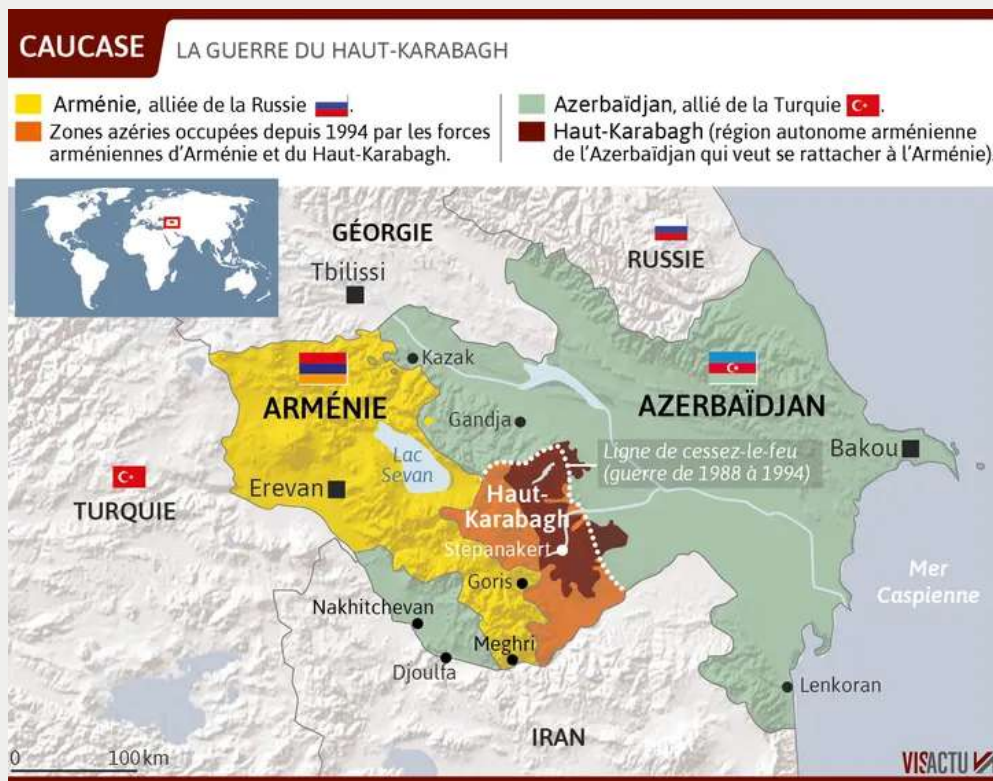 CAUCASE LA GUERRE DU HAUT-KARABAGH
Arménie, alliée de la Russie.
Zones azéries occupées depuis 1994 par les forces
arméniennes d'Arménie et du Haut-Karabagh.
Azerbaïdjan, allié de la Turquie.
Haut-Karabagh (région autonome arménienne
de l'Azerbaïdjan qui veut se rattacher à l'Arménie)
GÉORGIE
Tbilissi
RUSSIE
Kazak
ARMÉNIE
AZERBAÏDJAN
Gandja
Bakou
Lac
Sevan
Ligne de cessez-le-feu
(guerre de 1988 à 1994)
Erevan
TURQUIE
Haut-
Karabagh
Stepanakert
Goris
Mer
Caspienne
Nakhitchevan
Meghri
Djoulfa
Lenkoran
IRAN
0 100 km
VISACTU